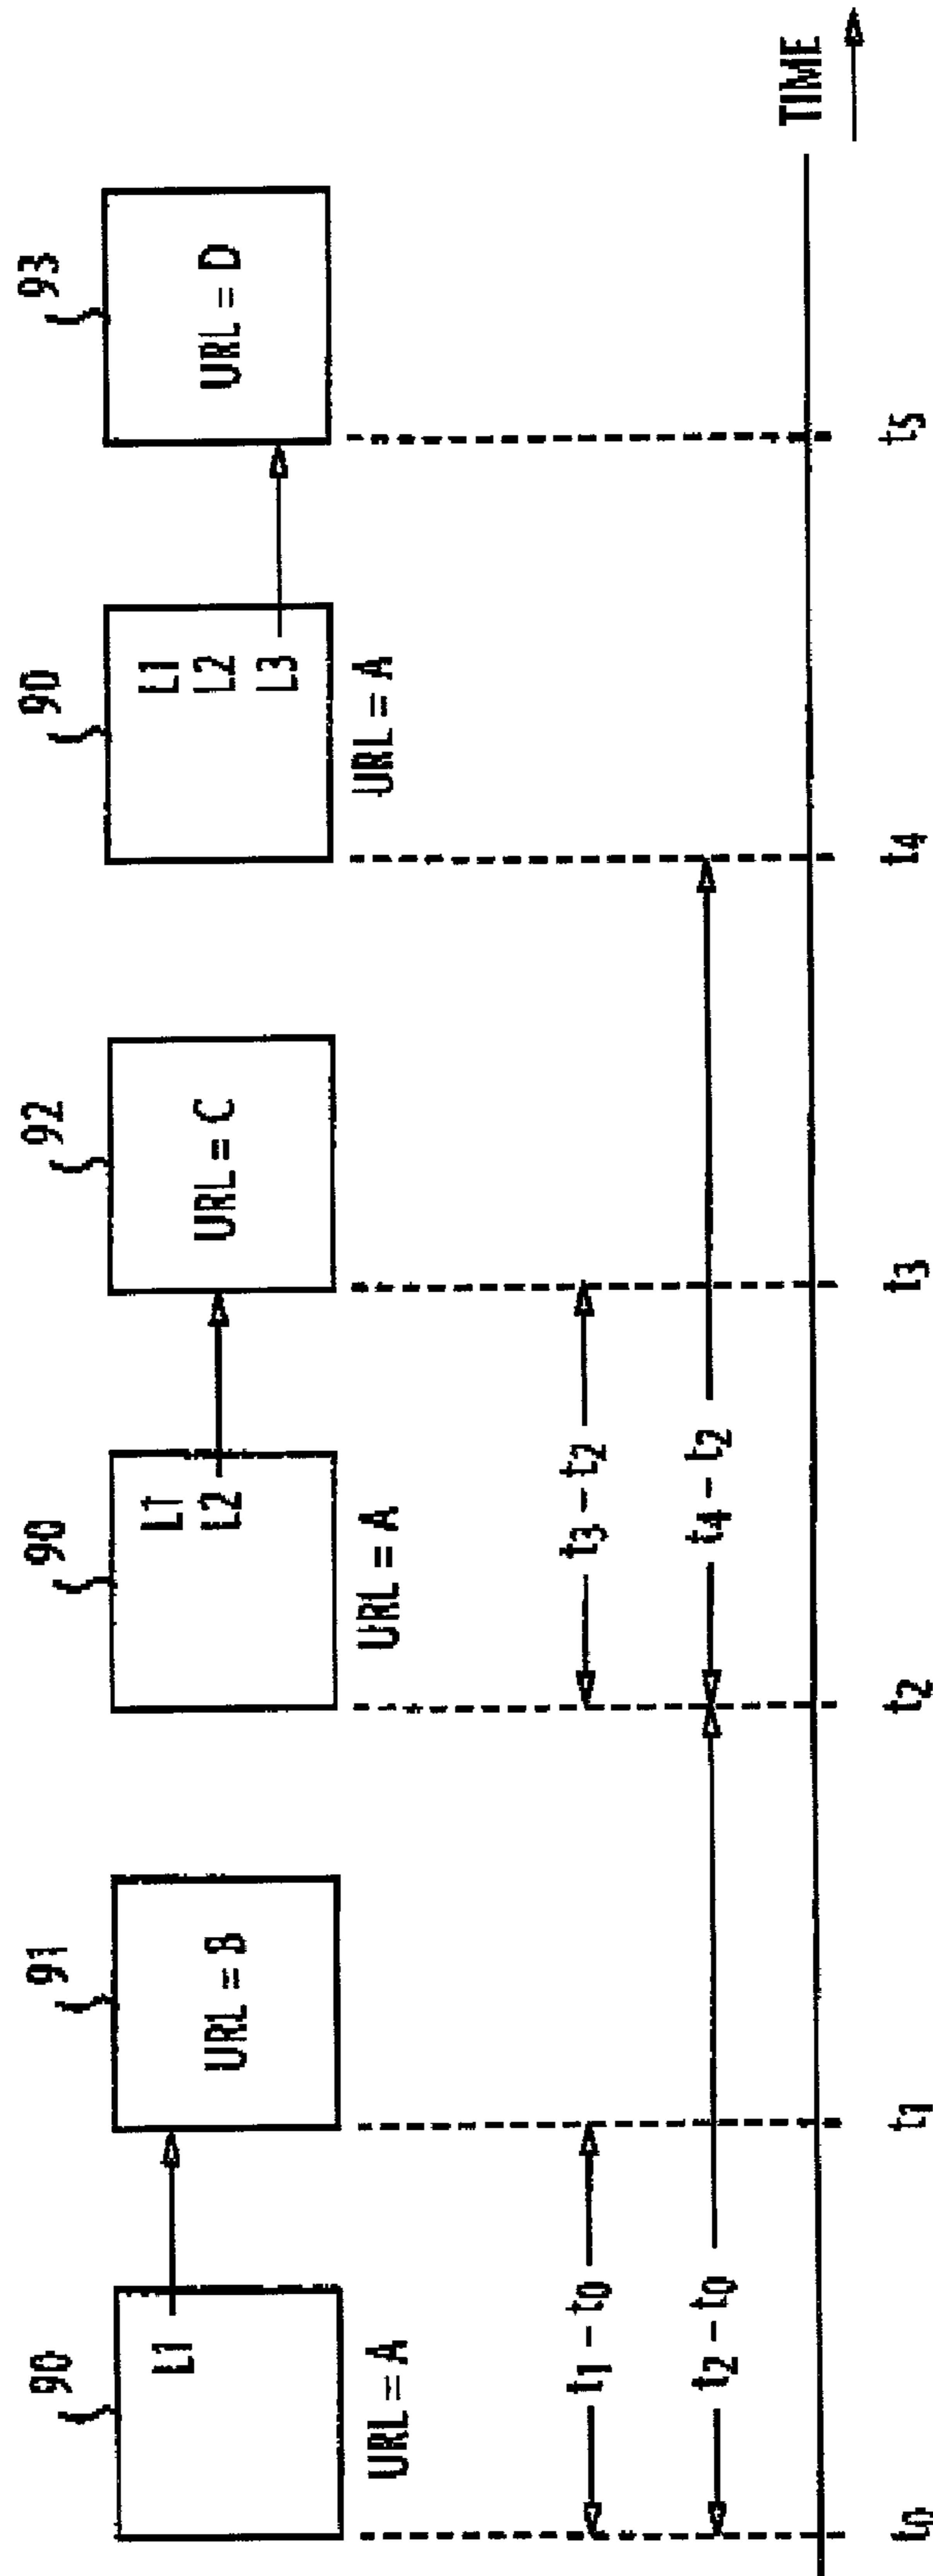 90 91 90 92 90 93
L1 URL = B L1 URL = C L1 URL = D
L2 L2
L3
URL = A URL = A URL = A
t1 – t0 t3 – t2
t2 – t0 t4 – t2
TIME
t0 t1 t2 t3 t4 t5